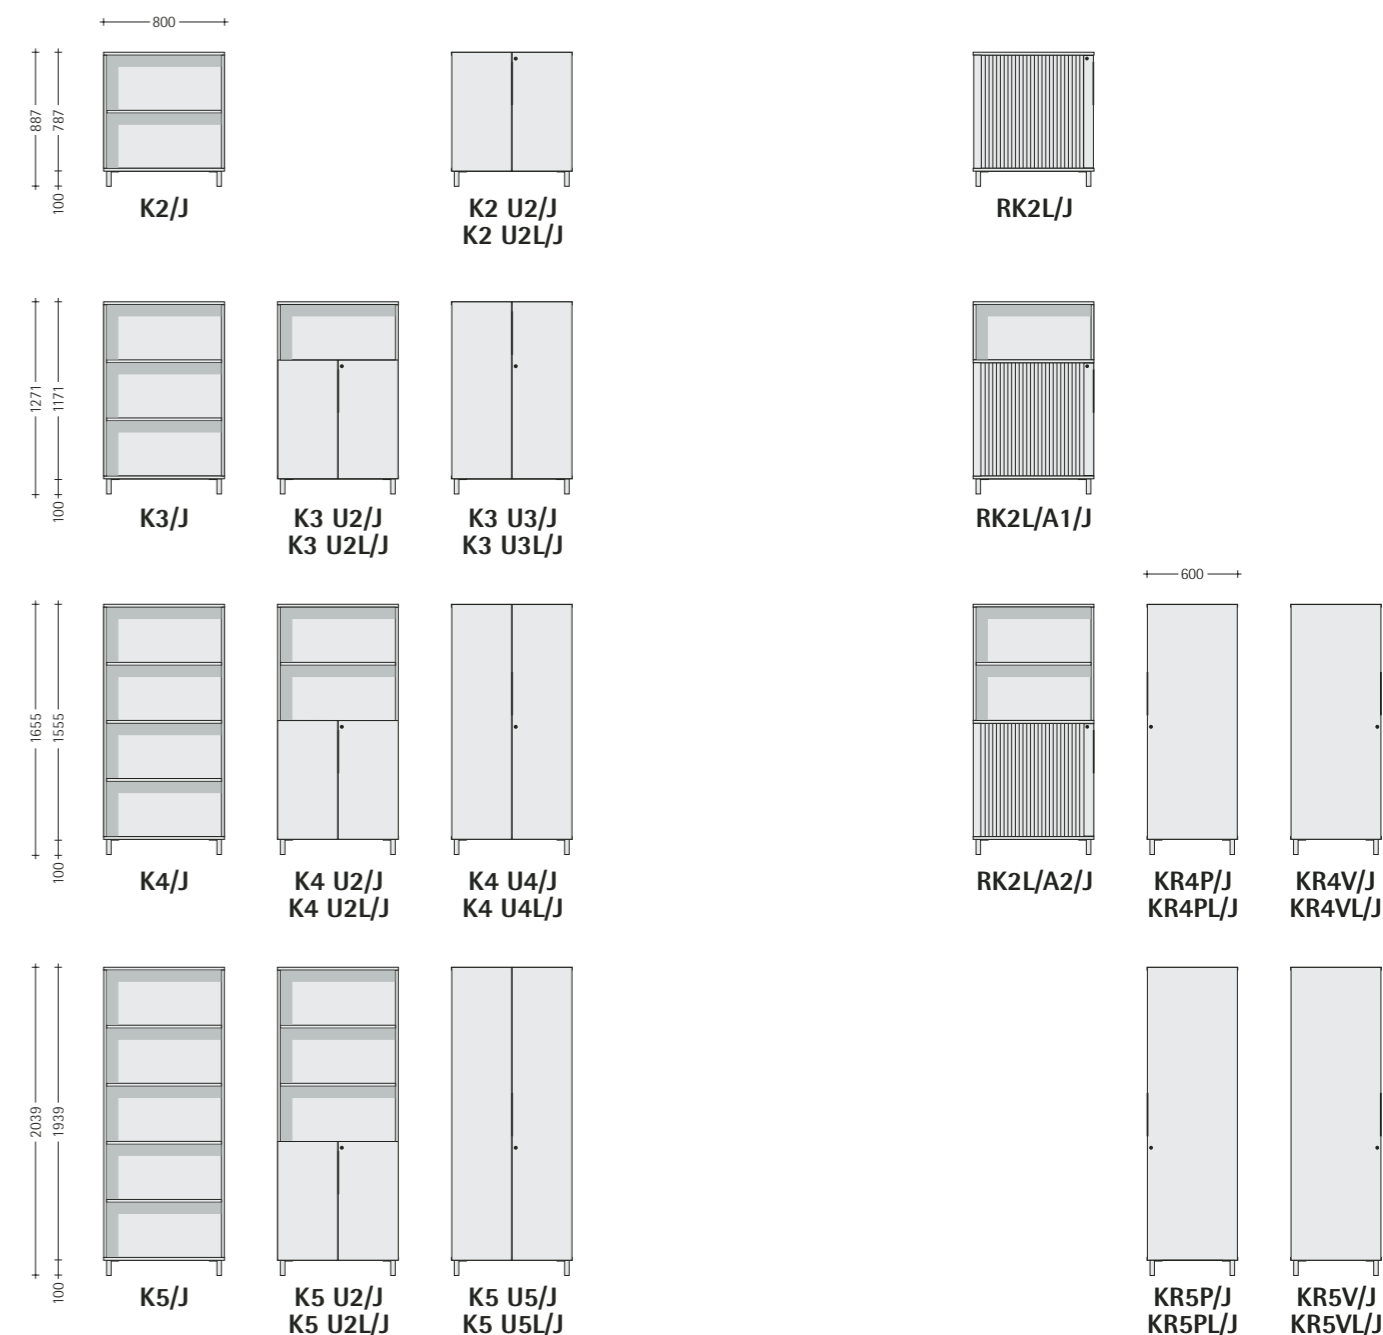 800
887
787
100
K2/J
K2 U2/J
K2 U2L/J
RK2L/J
1271
1171
100
K3/J
K3 U2/J
K3 U2L/J
K3 U3/J
K3 U3L/J
RK2L/A1/J
600
1655
1555
100
K4/J
K4 U2/J
K4 U2L/J
K4 U4/J
K4 U4L/J
RK2L/A2/J
KR4P/J
KR4PL/J
KR4V/J
KR4VL/J
2039
1939
100
K5/J
K5 U2/J
K5 U2L/J
K5 U5/J
K5 U5L/J
KR5P/J
KR5PL/J
KR5V/J
KR5VL/J